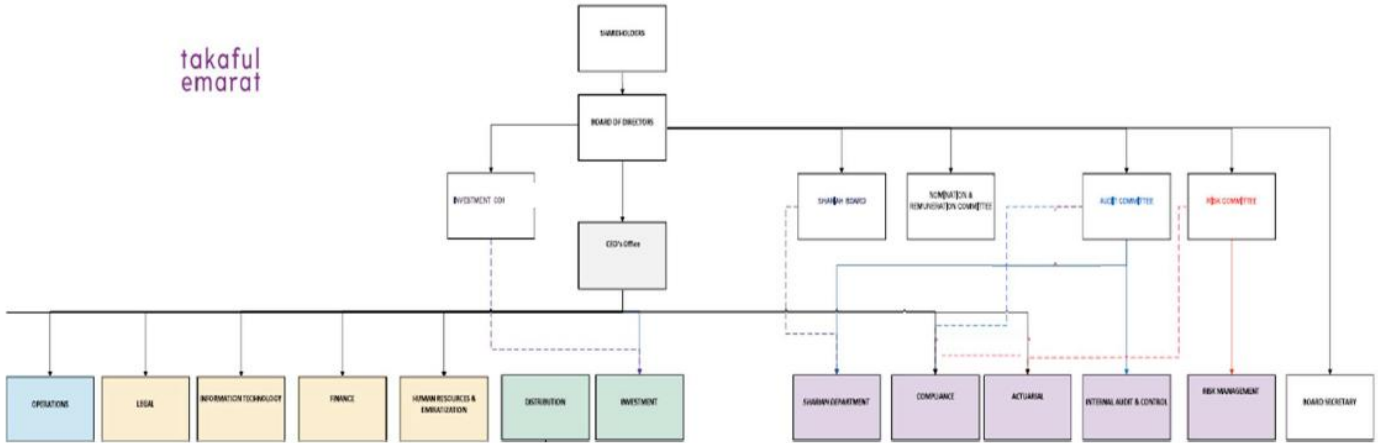 takaful
emarat
SHAREHOLDERS
BOARD OF DIRECTORS
INVESTMENT COM
SHARIAH BOARD
NOMINATION &
REMUNERATION COMMITTEE
AUDIT COMMITTEE
RISK COMMITTEE
CEO's Office
OPERATIONS
LEGAL
INFORMATION TECHNOLOGY
FINANCE
HUMAN RESOURCES &
EMIRATIZATION
DISTRIBUTION
INVESTMENT
SHARIAH DEPARTMENT
COMPLIANCE
ACTUARIAL
INTERNAL AUDIT & CONTROL
RISK MANAGEMENT
BOARD SECRETARY